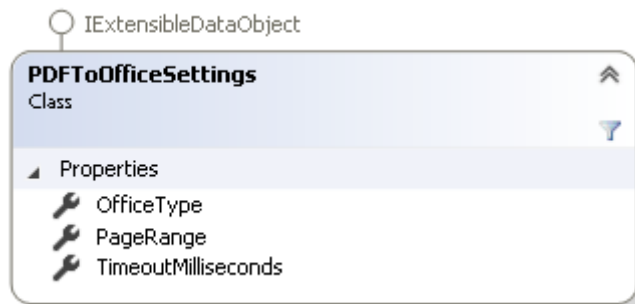 IExtensibleDataObject
PDFToOfficeSettings
Class
Properties
OfficeType
PageRange
TimeoutMilliseconds